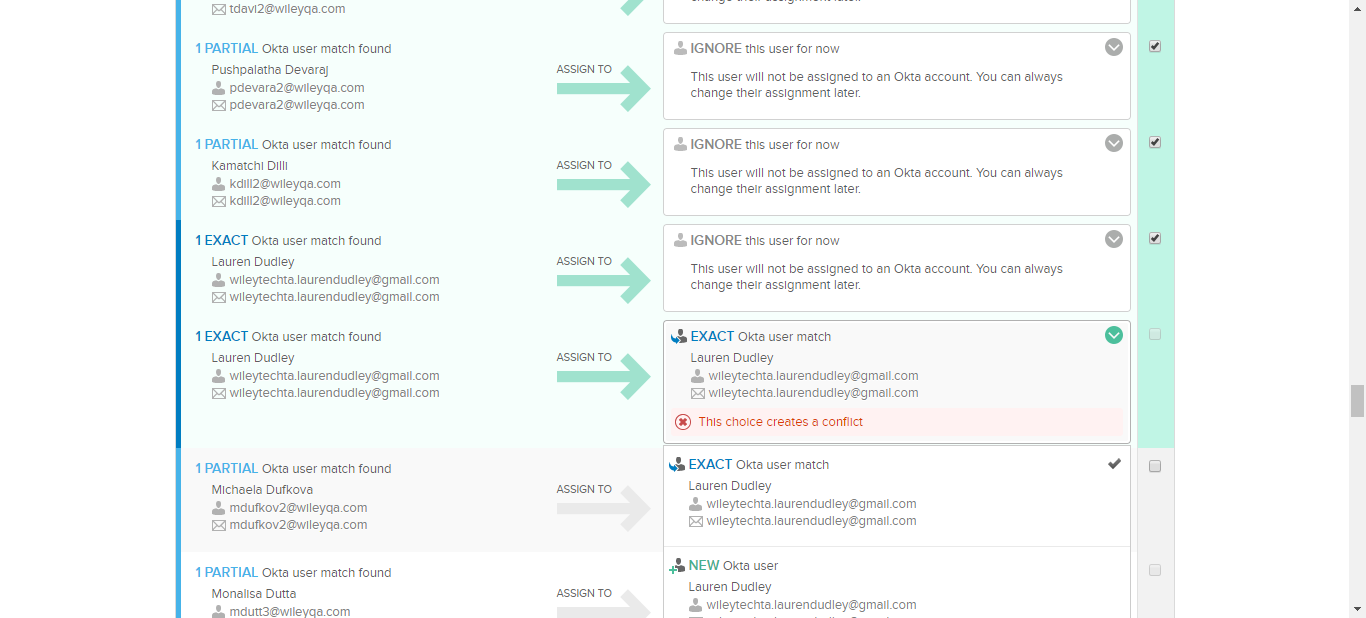 tdavi2@wileyqa.com
change their assignment later.
1 PARTIAL Okta user match found
Pushpalatha Devaraj
pdevara2@wileyqa.com
pdevara2@wileyqa.com
ASSIGN TO
IGNORE this user for now
This user will not be assigned to an Okta account. You can always
change their assignment later.
1 PARTIAL Okta user match found
Kamatchi Dilli
kdill2@wileyqa.com
kdill2@wileyqa.com
ASSIGN TO
IGNORE this user for now
This user will not be assigned to an Okta account. You can always
change their assignment later.
1 EXACT Okta user match found
Lauren Dudley
wileytechta.laurendudley@gmail.com
wileytechta.laurendudley@gmail.com
ASSIGN TO
IGNORE this user for now
This user will not be assigned to an Okta account. You can always
change their assignment later.
1 EXACT Okta user match found
Lauren Dudley
wileytechta.laurendudley@gmail.com
wileytechta.laurendudley@gmail.com
ASSIGN TO
EXACT Okta user match
Lauren Dudley
wileytechta.laurendudley@gmail.com
wileytechta.laurendudley@gmail.com
This choice creates a conflict
1 PARTIAL Okta user match found
Michaela Dufkova
mdufkov2@wileyqa.com
mdufkov2@wileyqa.com
ASSIGN TO
EXACT Okta user match
Lauren Dudley
wileytechta.laurendudley@gmail.com
wileytechta.laurendudley@gmail.com
1 PARTIAL Okta user match found
Monalisa Dutta
mdutt3@wileyqa.com
ASSIGN TO
NEW Okta user
Lauren Dudley
wileytechta.laurendudley@gmail.com